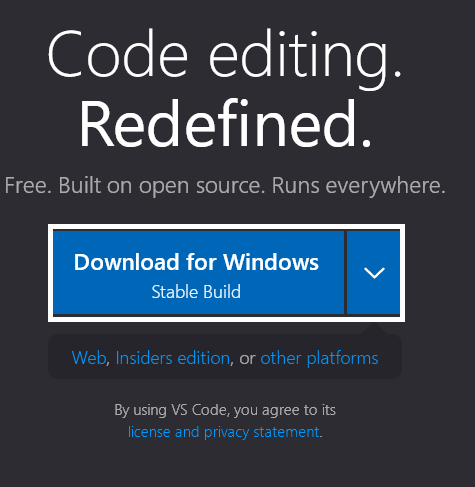 Code editing.
Redefined.
Free. Built on open source. Runs everywhere.
Download for Windows
Stable Build
Web, Insiders edition, or other platforms
By using VS Code, you agree to its
license and privacy statement.